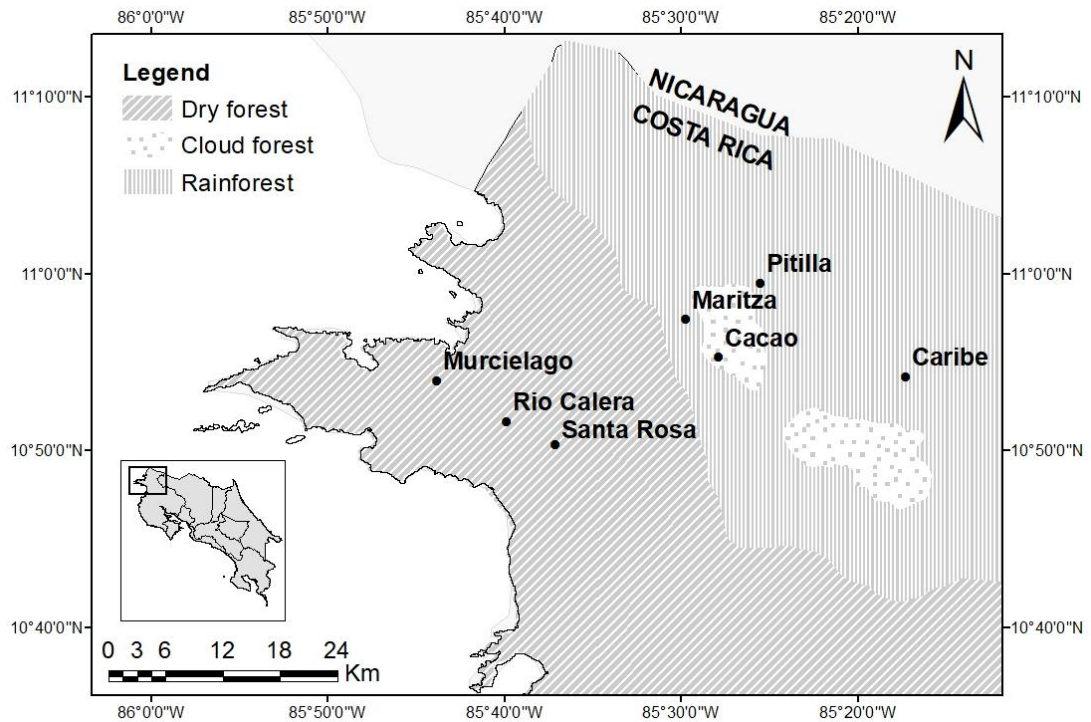 86°0'0"W 85°50'0"W 85°40'0"W 85°30'0"W 85°20'0"W
Legend
Dry forest
Cloud forest
Rainforest
NICARAGUA
COSTA RICA
N
11°10'0"N 11°10'0"N
11°0'0"N 11°0'0"N
Pitilla
Maritza
Cacao
Caribe
Murcielago
Rio Calera
Santa Rosa
10°50'0"N 10°50'0"N
10°40'0"N 10°40'0"N
0 3 6 12 18 24
Km
86°0'0"W 85°50'0"W 85°40'0"W 85°30'0"W 85°20'0"W